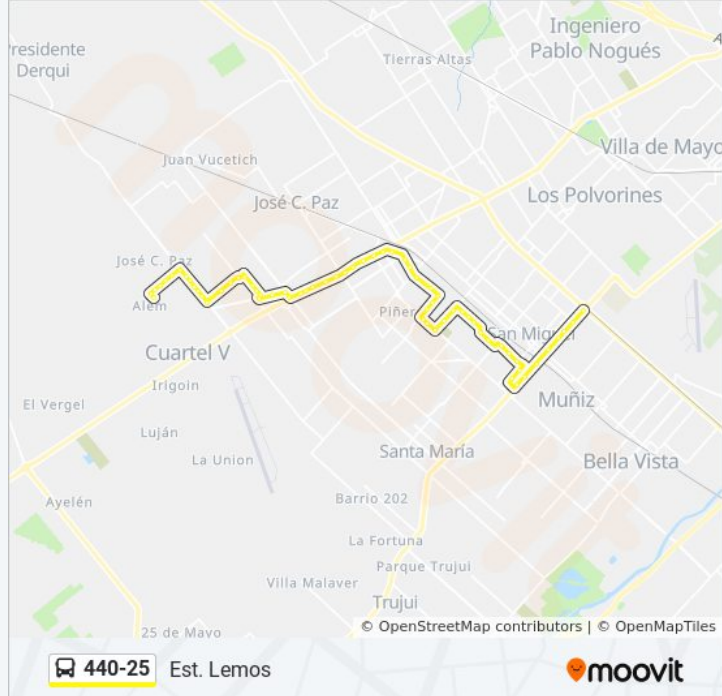 Ingeniero
Pablo Nogués
Presidente
Derqui
Tierras Altas
Villa de Mayo
Juan Vucetich
Los Polvorines
José C. Paz
José C. Paz
Alem
Piñer
San Miguel
Cuartel V
Irigoin
Muñiz
El Vergel
Luján
La Union
Santa María
Bella Vista
Ayelén
Barrio 202
La Fortuna
Parque Trujui
Villa Malaver
Trujui
25 de Mayo
© OpenStreetMap contributors | © OpenMapTiles
440-25 Est. Lemos
moovit